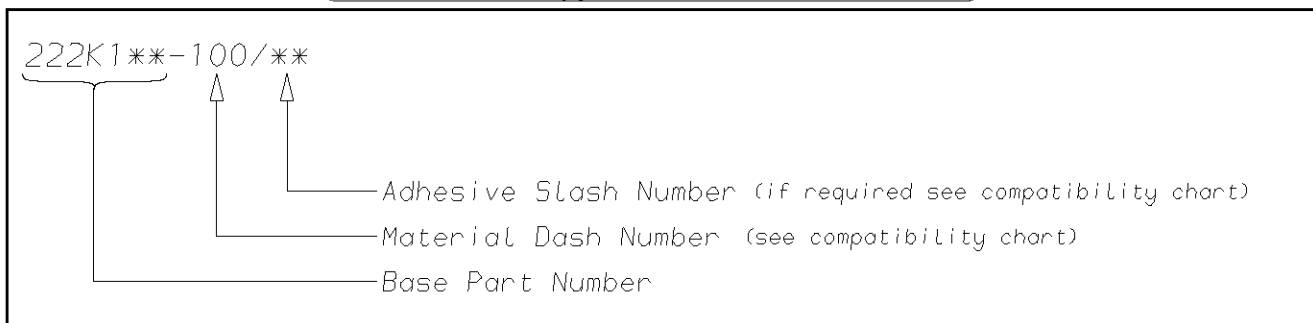 222K1**-100/**
Adhesive Slash Number (if required see compatibility chart)
Material Dash Number (see compatibility chart)
Base Part Number